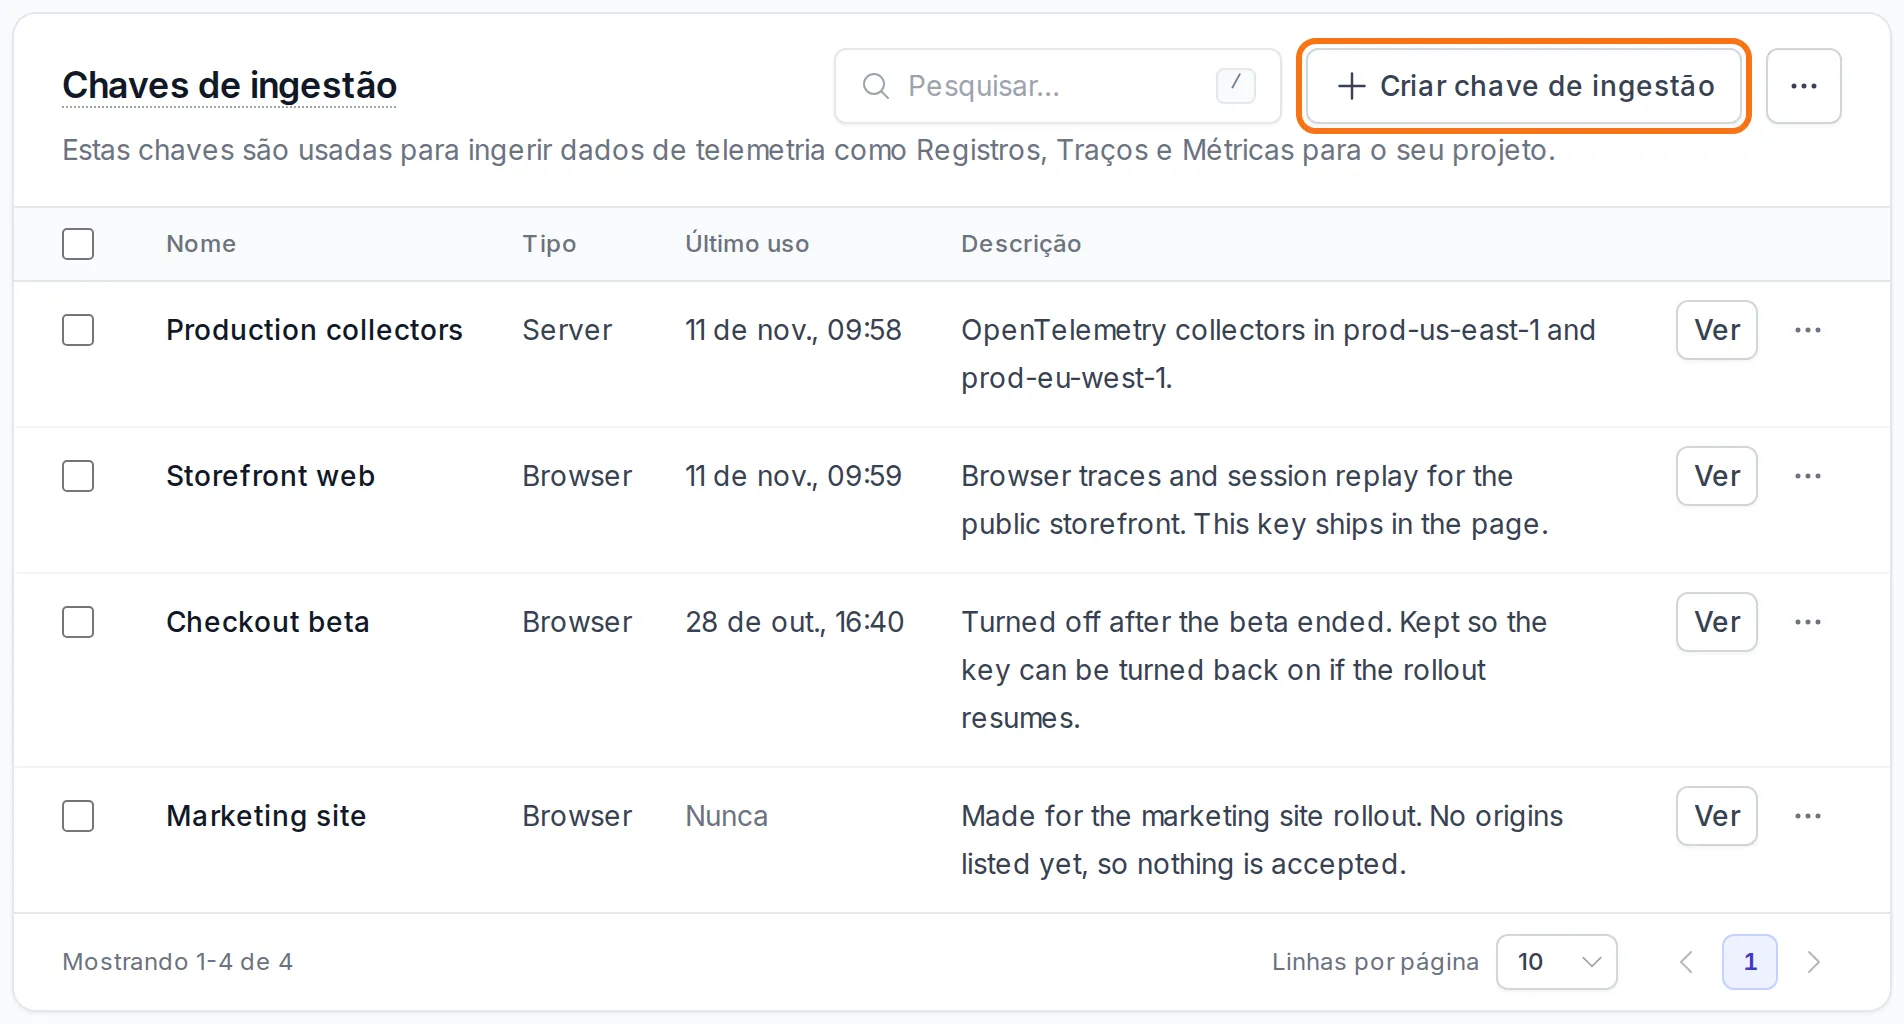 Chaves de ingestão
Pesquisar...
/
Criar chave de ingestão
Estas chaves são usadas para ingerir dados de telemetria como Registros, Traços e Métricas para o seu projeto.
Nome Tipo Último uso Descrição
Production collectors Server 11 de nov., 09:58 OpenTelemetry collectors in prod-us-east-1 and Ver
prod-eu-west-1.
Storefront web Browser 11 de nov., 09:59 Browser traces and session replay for the Ver
public storefront. This key ships in the page.
Checkout beta Browser 28 de out., 16:40 Turned off after the beta ended. Kept so the Ver
key can be turned back on if the rollout
resumes.
Marketing site Browser Nunca Made for the marketing site rollout. No origins Ver
listed yet, so nothing is accepted.
Mostrando 1-4 de 4 Linhas por página 10 1